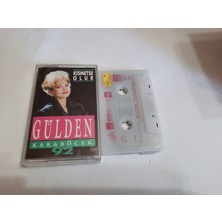 KISMETSE
OLUR
GÜLDEN
KARABÖCEK
92